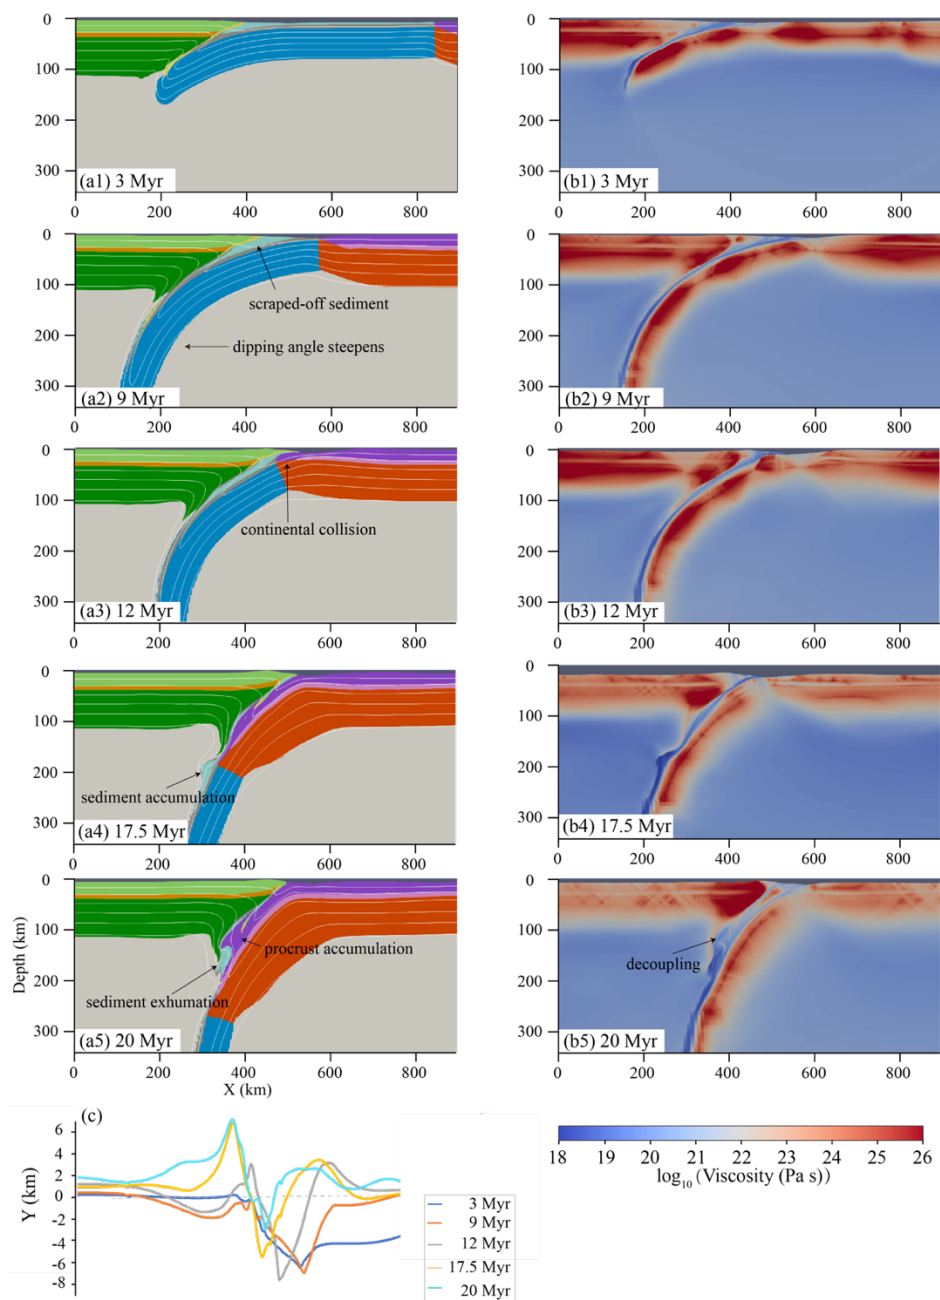 0
100
200
300
(a1) 3 Myr
0 200 400 600 800
0
100
200
300
(b1) 3 Myr
0 200 400 600 800
0
100
200
300
scraped-off sediment
dipping angle steepens
(a2) 9 Myr
0 200 400 600 800
0
100
200
300
(b2) 9 Myr
0 200 400 600 800
0
100
200
300
continental collision
(a3) 12 Myr
0 200 400 600 800
0
100
200
300
(b3) 12 Myr
0 200 400 600 800
0
100
200
300
sediment accumulation
(a4) 17.5 Myr
0 200 400 600 800
0
100
200
300
(b4) 17.5 Myr
0 200 400 600 800
Depth (km)
0
100
200
300
procrust accumulation
sediment exhumation
(a5) 20 Myr
0 200 400 600 800
X (km)
0
100
200
300
decoupling
(b5) 20 Myr
0 200 400 600 800
(c)
Y (km)
6
4
2
0
-2
-4
-6
-8
3 Myr
9 Myr
12 Myr
17.5 Myr
20 Myr
18 19 20 21 22 23 24 25 26
log10 (Viscosity (Pa s))